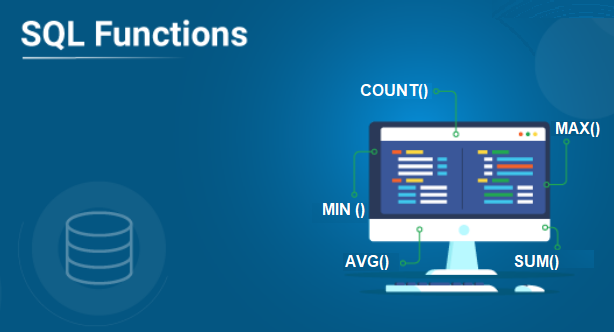 SQL Functions
COUNT()
MAX()
MIN ()
AVG()
SUM()